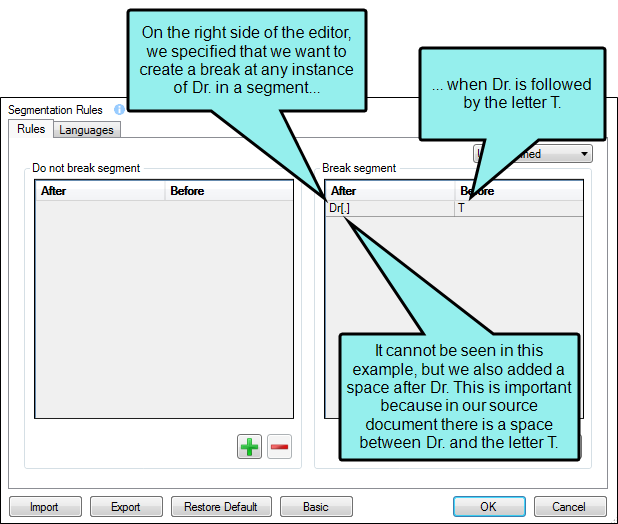 On the right side of the editor,
we specified that we want to
create a break at any instance
of Dr. in a segment...
... when Dr. is followed
by the letter T.
Segmentation Rules
Rules
Languages
Do not break segment
Break segment
After Before
After
Dr[.] T
It cannot be seen in this
example, but we also added a
space after Dr. This is important
because in our source
document there is a space
between Dr. and the letter T.
Import Export Restore Default Basic OK Cancel